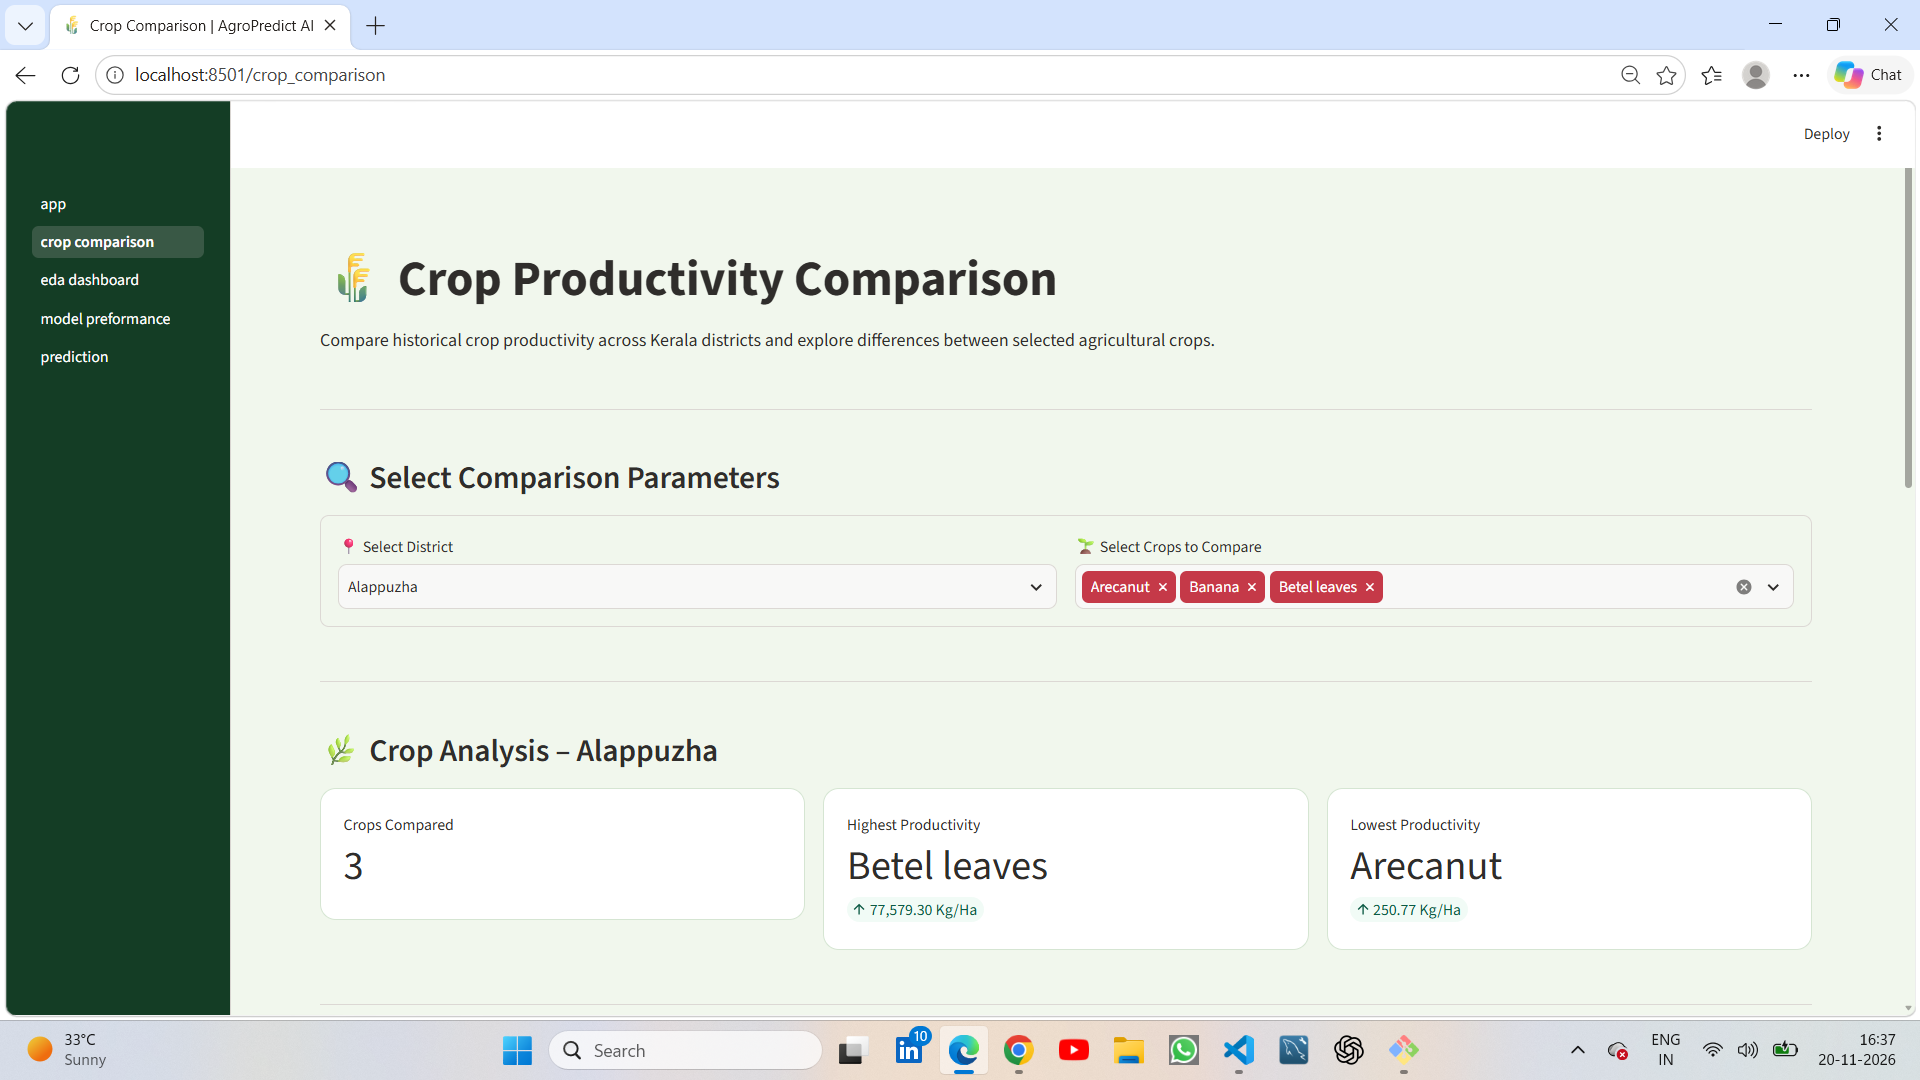 Crop Comparison | AgroPredict AI
localhost:8501/crop_comparison
Chat
Deploy
app
crop comparison
eda dashboard
model preformance
prediction
Crop Productivity Comparison
Compare historical crop productivity across Kerala districts and explore differences between selected agricultural crops.
Select Comparison Parameters
Select District
Alappuzha
Select Crops to Compare
Arecanut
Banana
Betel leaves
Crop Analysis – Alappuzha
Crops Compared
3
Highest Productivity
Betel leaves
↑ 77,579.30 Kg/Ha
Lowest Productivity
Arecanut
↑ 250.77 Kg/Ha
33°C
Sunny
Search
10
ENG
IN
16:37
20-11-2026